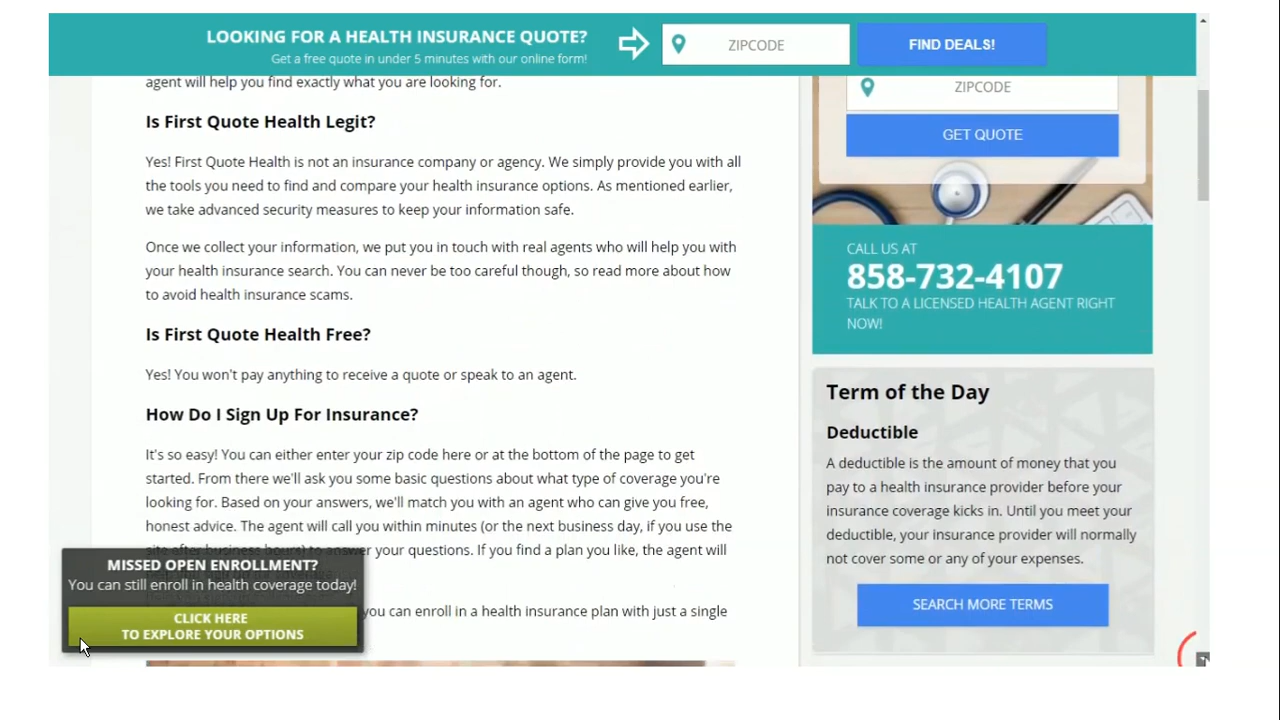 LOOKING FOR A HEALTH INSURANCE QUOTE?
Get a free quote in under 5 minutes with our online form!
ZIPCODE
FIND DEALS!
agent will help you find exactly what you are looking for.
Is First Quote Health Legit?
Yes! First Quote Health is not an insurance company or agency. We simply provide you with all
the tools you need to find and compare your health insurance options. As mentioned earlier,
we take advanced security measures to keep your information safe.
Once we collect your information, we put you in touch with real agents who will help you with
your health insurance search. You can never be too careful though, so read more about how
to avoid health insurance scams.
Is First Quote Health Free?
Yes! You won't pay anything to receive a quote or speak to an agent.
How Do I Sign Up For Insurance?
It's so easy! You can either enter your zip code here or at the bottom of the page to get
started. From there we'll ask you some basic questions about what type of coverage you're
looking for. Based on your answers, we'll match you with an agent who can give you free,
honest advice. The agent will call you within minutes (or the next business day, if you use the
site after business hours) to answer your questions. If you find a plan you like, the agent will
you can enroll in a health insurance plan with just a single
MISSED OPEN ENROLLMENT?
You can still enroll in health coverage today!
CLICK HERE
TO EXPLORE YOUR OPTIONS
ZIPCODE
GET QUOTE
CALL US AT
858-732-4107
TALK TO A LICENSED HEALTH AGENT RIGHT
NOW!
Term of the Day
Deductible
A deductible is the amount of money that you
pay to a health insurance provider before your
insurance coverage kicks in. Until you meet your
deductible, your insurance provider will normally
not cover some or any of your expenses.
SEARCH MORE TERMS